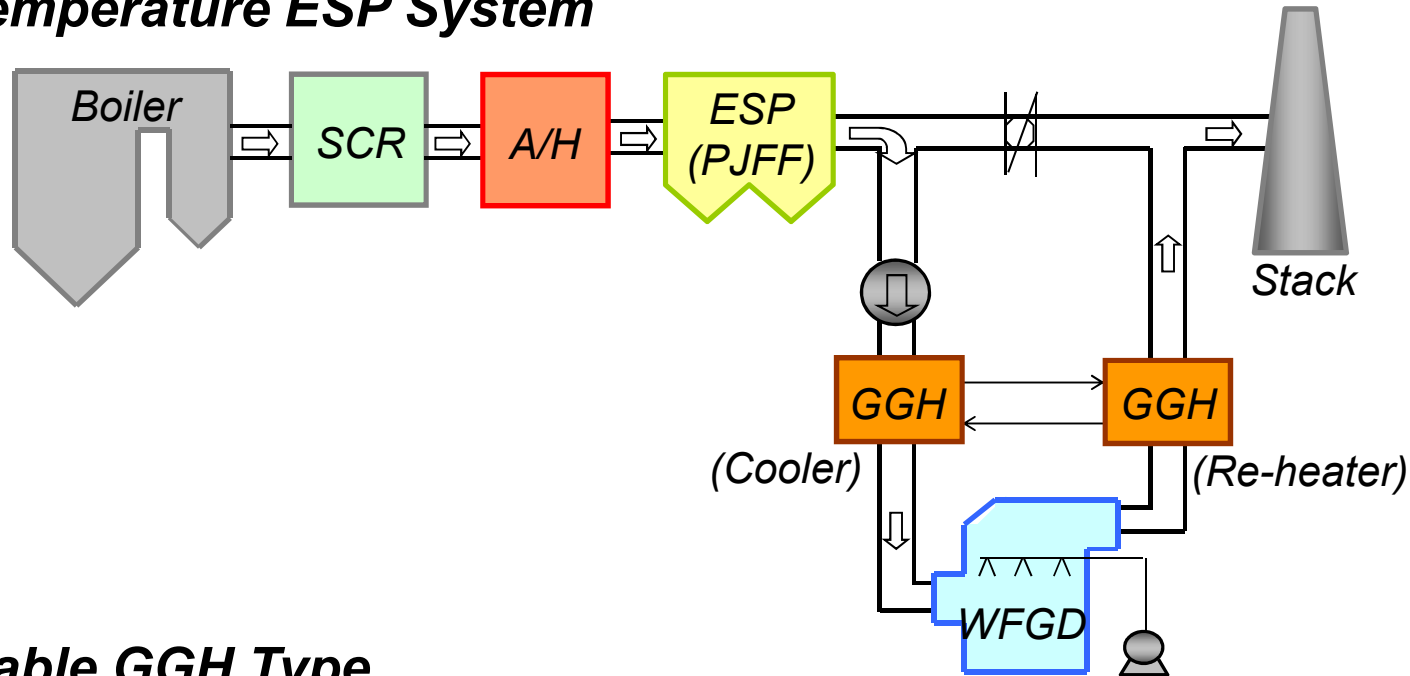 emperature ESP System
Boiler
SCR
A/H
ESP
(PJFF)
Stack
GGH
GGH
(Cooler)
(Re-heater)
WFGD
able GGH Type